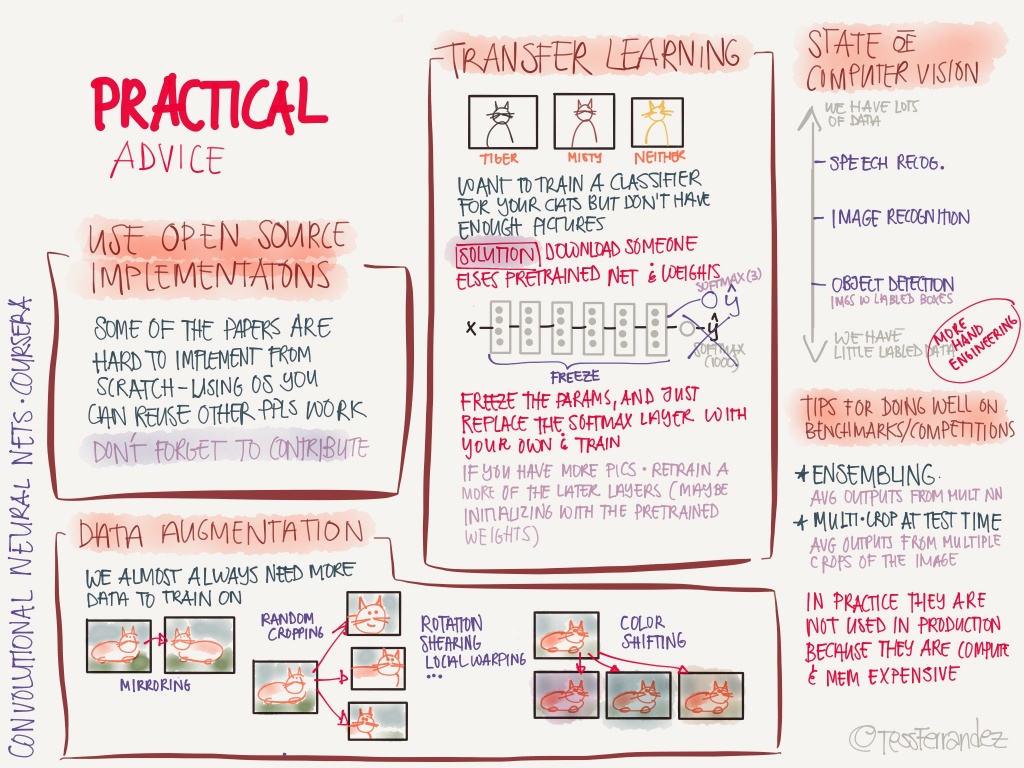 PRACTICAL
ADVICE
USE OPEN SOURCE
IMPLEMENTATONS
SOME OF THE PAPERS ARE
HARD TO IMPLEMENT FROM
SCRATCH - USING OS YOU
CAN REUSE OTHER PPLS WORK
DON'T FORGET TO CONTRIBUTE
TRANSFER LEARNING
TIGER
MISTY
NEITHER
WANT TO TRAIN A CLASSIFIER
FOR YOUR CATS BUT DON'T HAVE
ENOUGH PICTURES
SOLUTION DOWNLOAD SOMEONE
ELSES PRETRAINED NET & WEIGHTS
SOFTMAX (3)
ŷ
X
ŷ
SOFTMAX
(1000)
FREEZE
FREEZE THE PARAMS, AND JUST
REPLACE THE SOFTMAX LAYER WITH
YOUR OWN & TRAIN
IF YOU HAVE MORE PICS · RETRAIN A
MORE OF THE LATER LAYERS (MAYBE
INITIALIZING WITH THE PRETRAINED
WEIGHTS)
DATA AUGMENTATION
WE ALMOST ALWAYS NEED MORE
DATA TO TRAIN ON
MIRRORING
RANDOM
CROPPING
ROTATION
SHEARING
LOCAL WARPING
...
COLOR
SHIFTING
STATE OF
COMPUTER VISION
WE HAVE LOTS
OF DATA
SPEECH RECOG.
IMAGE RECOGNITION
OBJECT DETECTION
IMGS W LABLED BOXES
WE HAVE
LITTLE LABLED DATA
MORE
HAND
ENGINEERING
TIPS FOR DOING WELL ON
BENCHMARKS/COMPETITIONS
* ENSEMBLING.
AVG OUTPUTS FROM MULT NN
* MULTI-CROP AT TEST TIME
AVG OUTPUTS FROM MULTIPLE
CROPS OF THE IMAGE
IN PRACTICE THEY ARE
NOT USED IN PRODUCTION
BECAUSE THEY ARE COMPUTE
& MEM EXPENSIVE
CONVOLUTIONAL NEURAL NETS · COURSERA
© TessFerrandez